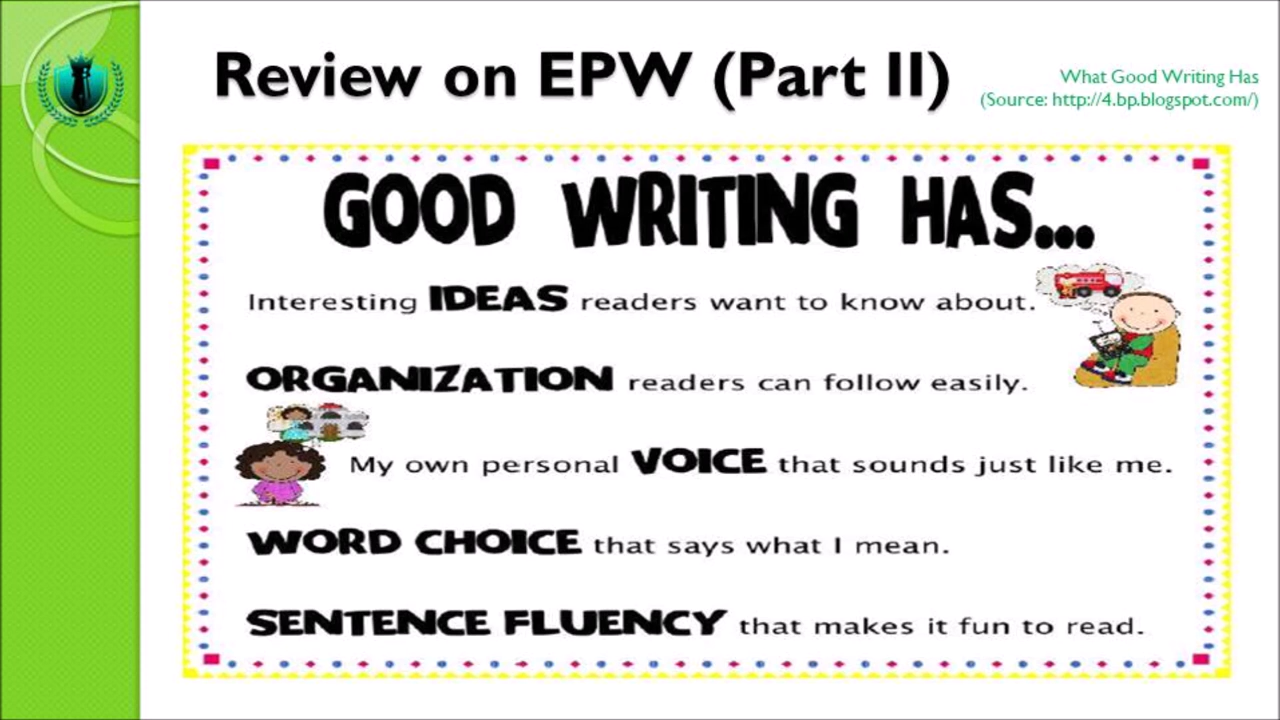 Review on EPW (Part II)
What Good Writing Has
(Source: http://4.bp.blogspot.com/)
GOOD WRITING HAS...
Interesting IDEAS readers want to know about.
ORGANIZATION readers can follow easily.
My own personal VOICE that sounds just like me.
WORD CHOICE that says what I mean.
SENTENCE FLUENCY that makes it fun to read.